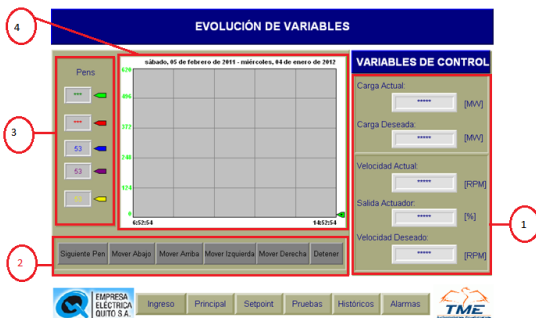 4
EVOLUCIÓN DE VARIABLES
sábado, 05 de febrero de 2011 - miércoles, 04 de enero de 2012
VARIABLES DE CONTROL
Pens
620
496
372
248
124
0
6:52:54
14:52:54
***
***
53
53
3
Carga Actual:
***** [MW]
Carga Deseada:
***** [MW]
Velocidad Actual:
***** [RPM]
Salida Actuador:
***** [%]
Velocidad Deseado:
***** [RPM]
1
2
Siguiente Pen Mover Abajo Mover Arriba Mover Izquierda Mover Derecha Detener
EMPRESA
ELÉCTRICA
QUITO S.A.
Ingreso Principal Setpoint Pruebas Históricos Alarmas
TME